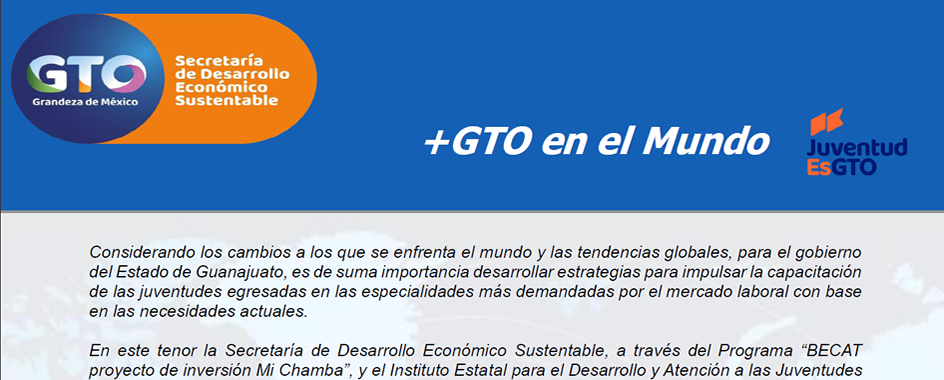 GTO
Grandeza de México
Secretaría
de Desarrollo
Económico
Sustentable
+GTO en el Mundo
Juventud
EsGTO
Considerando los cambios a los que se enfrenta el mundo y las tendencias globales, para el gobierno
del Estado de Guanajuato, es de suma importancia desarrollar estrategias para impulsar la capacitación
de las juventudes egresadas en las especialidades más demandadas por el mercado laboral con base
en las necesidades actuales.
En este tenor la Secretaría de Desarrollo Económico Sustentable, a través del Programa “BECAT
proyecto de inversión Mi Chamba”, y el Instituto Estatal para el Desarrollo y Atención a las Juventudes